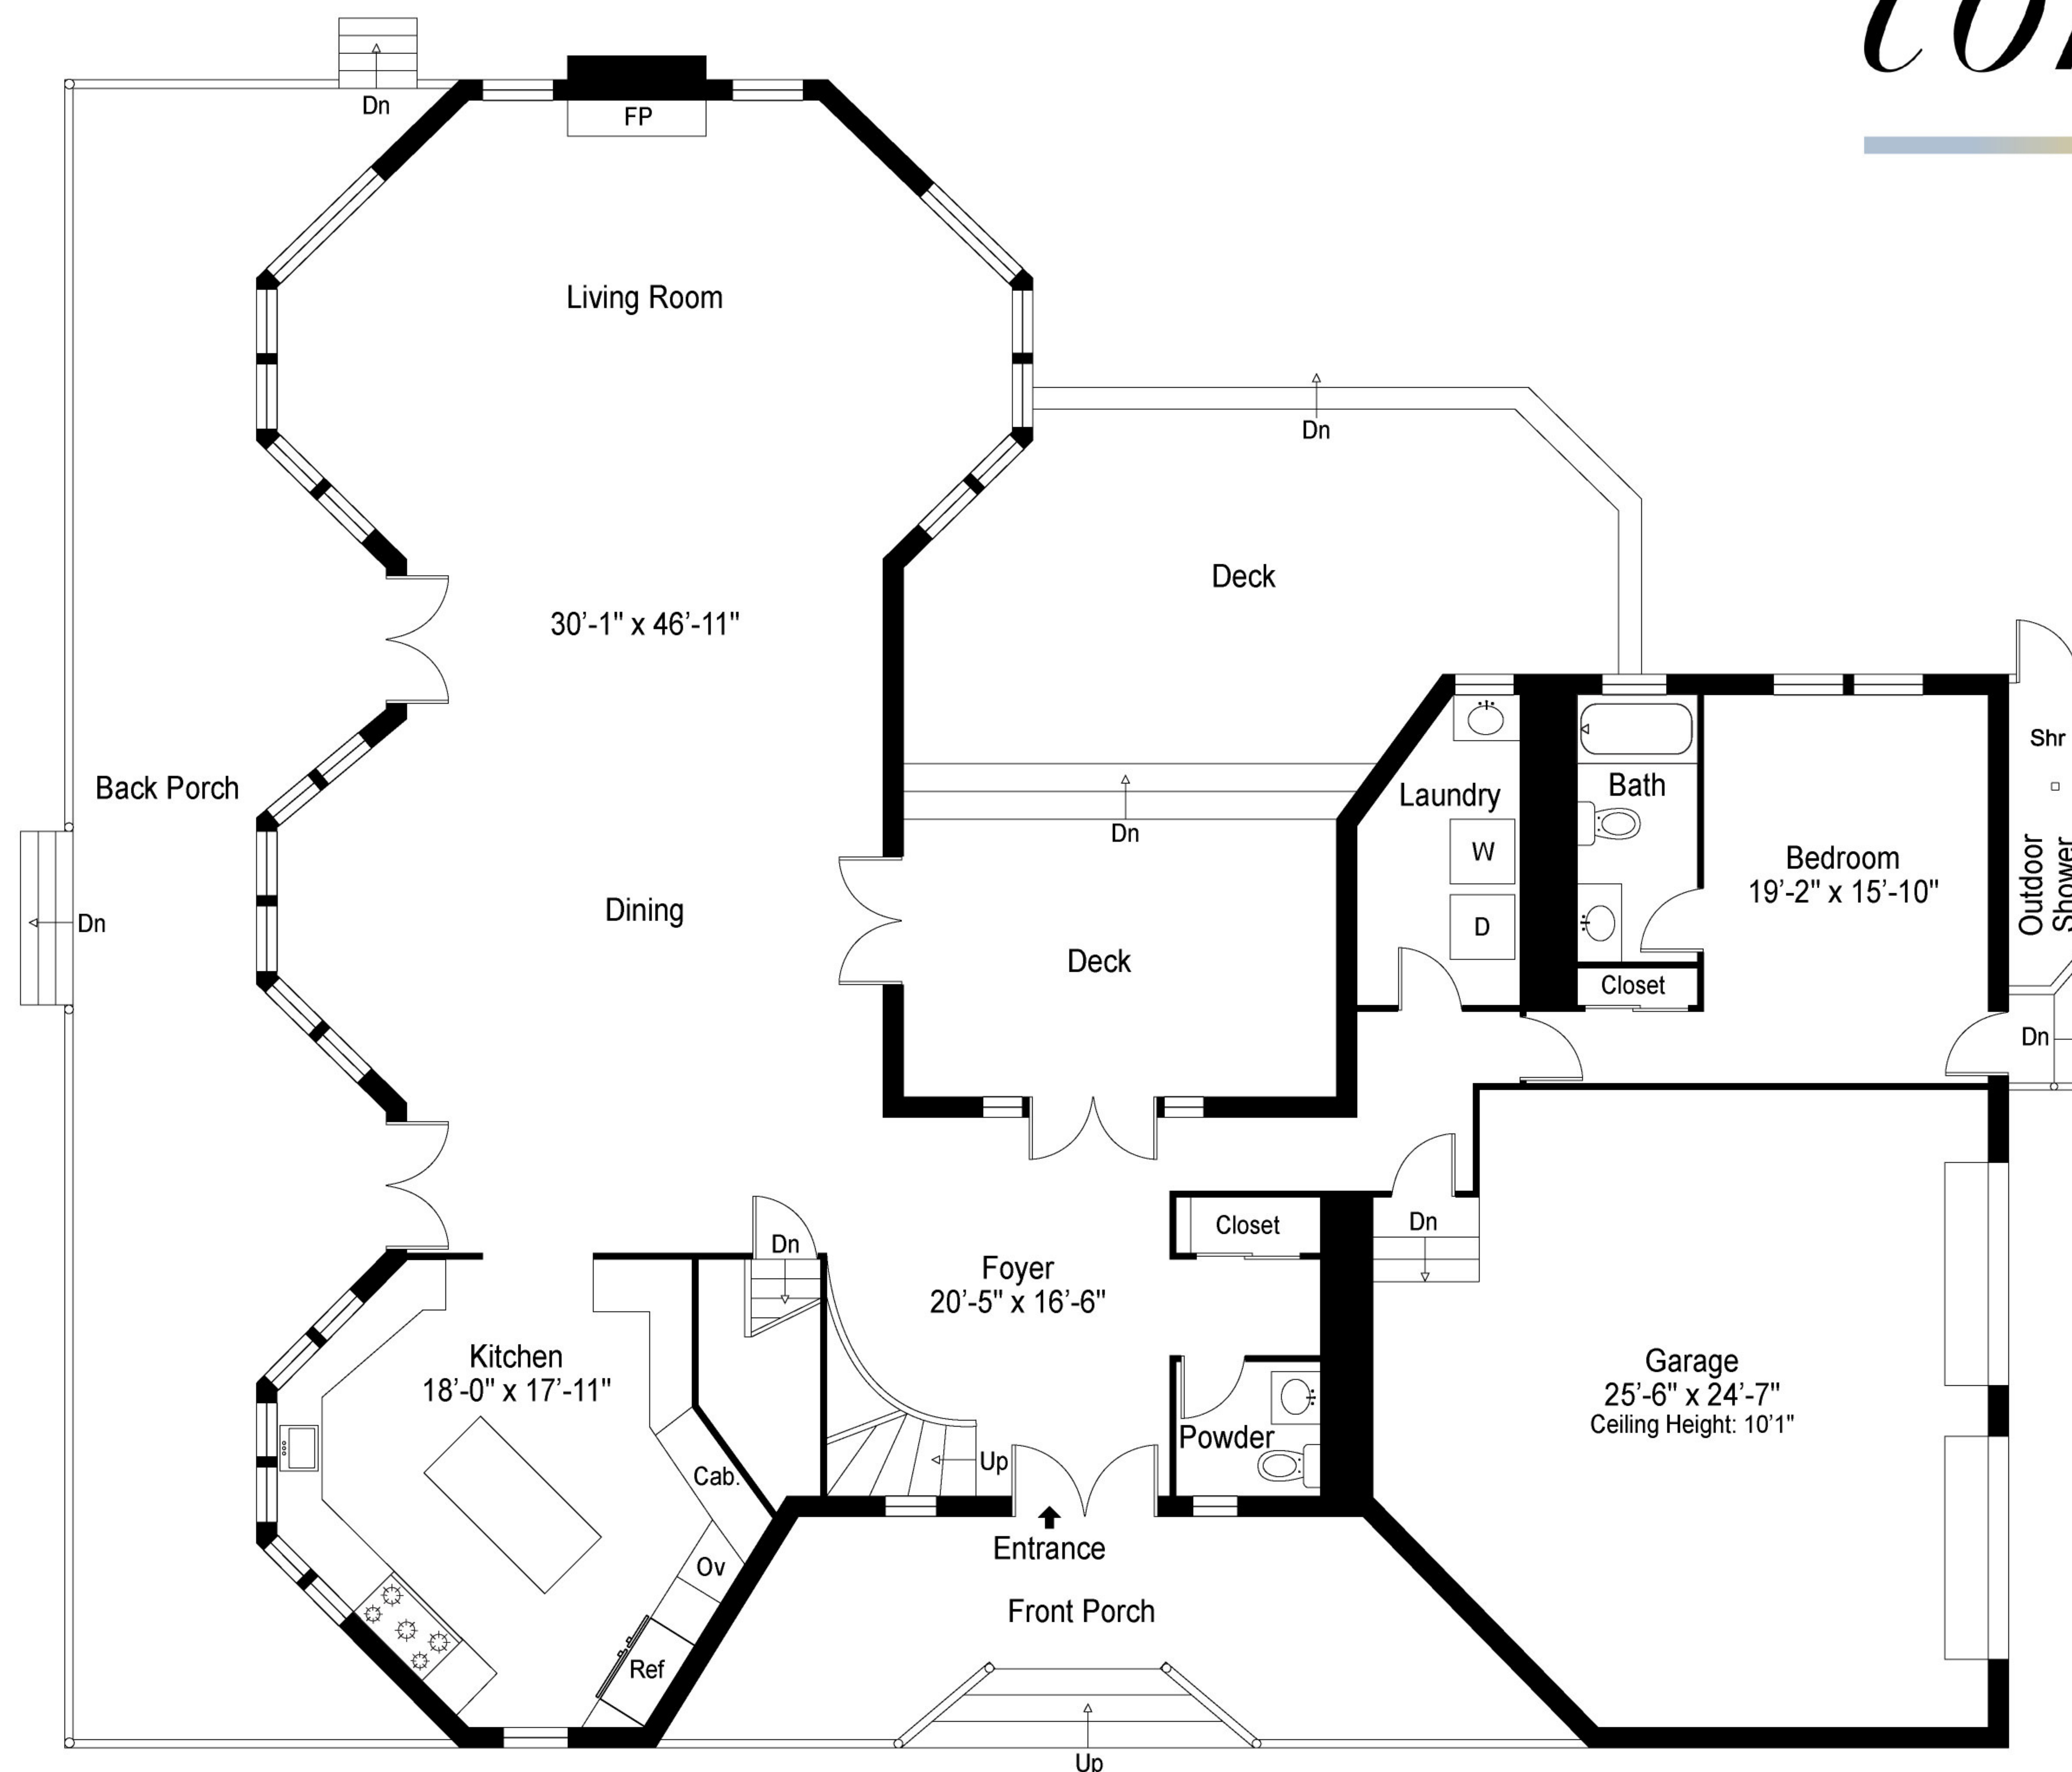 Dn
FP
Living Room
Dn
Deck
30'-1" x 46'-11"
Shr
Back Porch
Laundry
Bath
Dn
W
Bedroom
19'-2" x 15'-10"
Outdoor
Shower
Dining
Dn
D
Deck
Closet
Dn
Closet
Dn
Dn
Foyer
20'-5" x 16'-6"
Kitchen
18'-0" x 17'-11"
Garage
25'-6" x 24'-7"
Ceiling Height: 10'1"
Powder
Up
Cab.
Entrance
Ov
Front Porch
Ref
Up